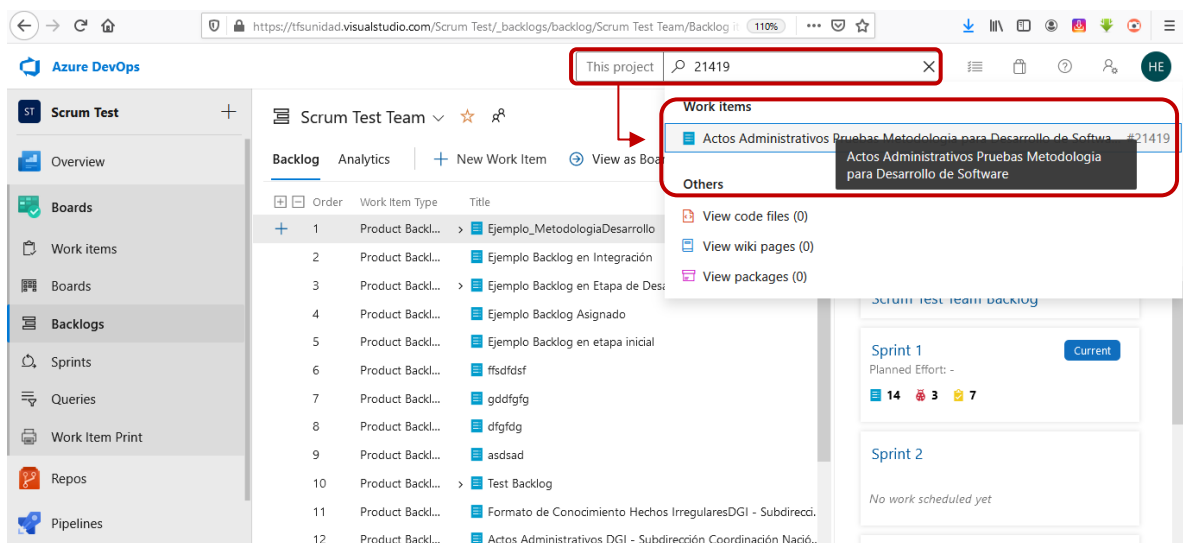 https://tfsunidad.visualstudio.com/Scrum Test/_backlogs/backlog/Scrum Test Team/Backlog it
110%
Azure DevOps
This project
21419
HE
ST
Scrum Test
Overview
Boards
Work items
Boards
Backlogs
Sprints
Queries
Work Item Print
Repos
Pipelines
Scrum Test Team
Backlog Analytics + New Work Item View as Boa
Order Work Item Type Title
1 Product Backl... Ejemplo_MetodologiaDesarrollo
2 Product Backl... Ejemplo Backlog en Integración
3 Product Backl... Ejemplo Backlog en Etapa de Desa
4 Product Backl... Ejemplo Backlog Asignado
5 Product Backl... Ejemplo Backlog en etapa inicial
6 Product Backl... ffsdfdsf
7 Product Backl... gddfgfg
8 Product Backl... dfgfdg
9 Product Backl... asdsad
10 Product Backl... Test Backlog
11 Product Backl... Formato de Conocimiento Hechos IrregularesDGI - Subdirecci.
12 Product Backl... Actos Administrativos DGI - Subdirección Coordinación Nació..
Work items
Actos Administrativos Pruebas Metodologia para Desarrollo de Softwa... #21419
Actos Administrativos Pruebas Metodologia
para Desarrollo de Software
Others
View code files (0)
View wiki pages (0)
View packages (0)
Scrum Test Team Backlog
Sprint 1
Current
Planned Effort: -
14 3 7
Sprint 2
No work scheduled yet